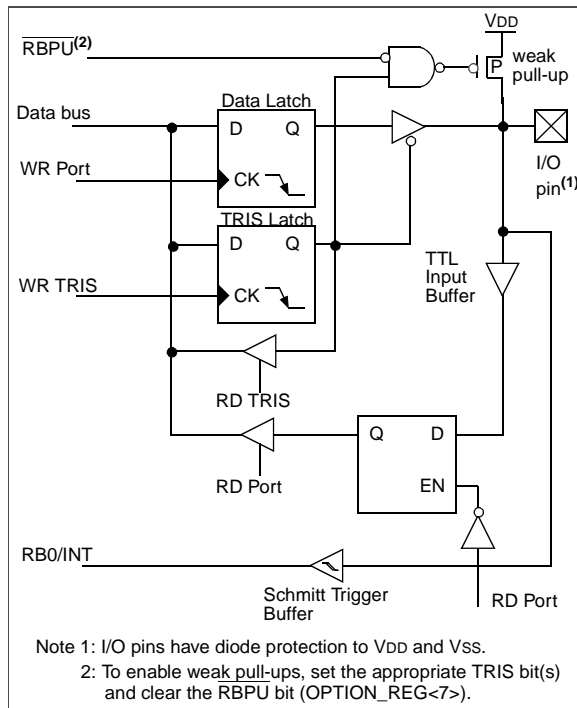 VDD
RBPU(2)
P
weak
pull-up
Data Latch
Data bus
D
Q
WR Port
CK
I/O
pin(1)
TRIS Latch
D
Q
TTL
Input
Buffer
WR TRIS
CK
RD TRIS
Q
D
RD Port
EN
RB0/INT
Schmitt Trigger
Buffer
RD Port
Note 1: I/O pins have diode protection to VDD and VSS.
2: To enable weak pull-ups, set the appropriate TRIS bit(s)
and clear the RBPU bit (OPTION_REG<7>).